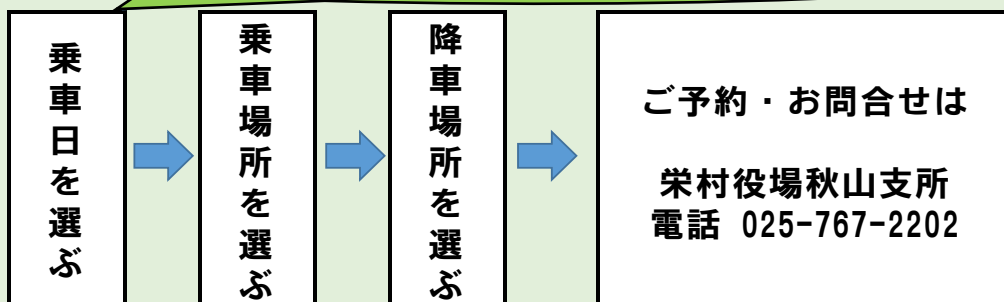 乗車日を選ぶ
乗車場所を選ぶ
降車場所を選ぶ
ご予約・お問合せは
栄村役場秋山支所
電話 025-767-2202